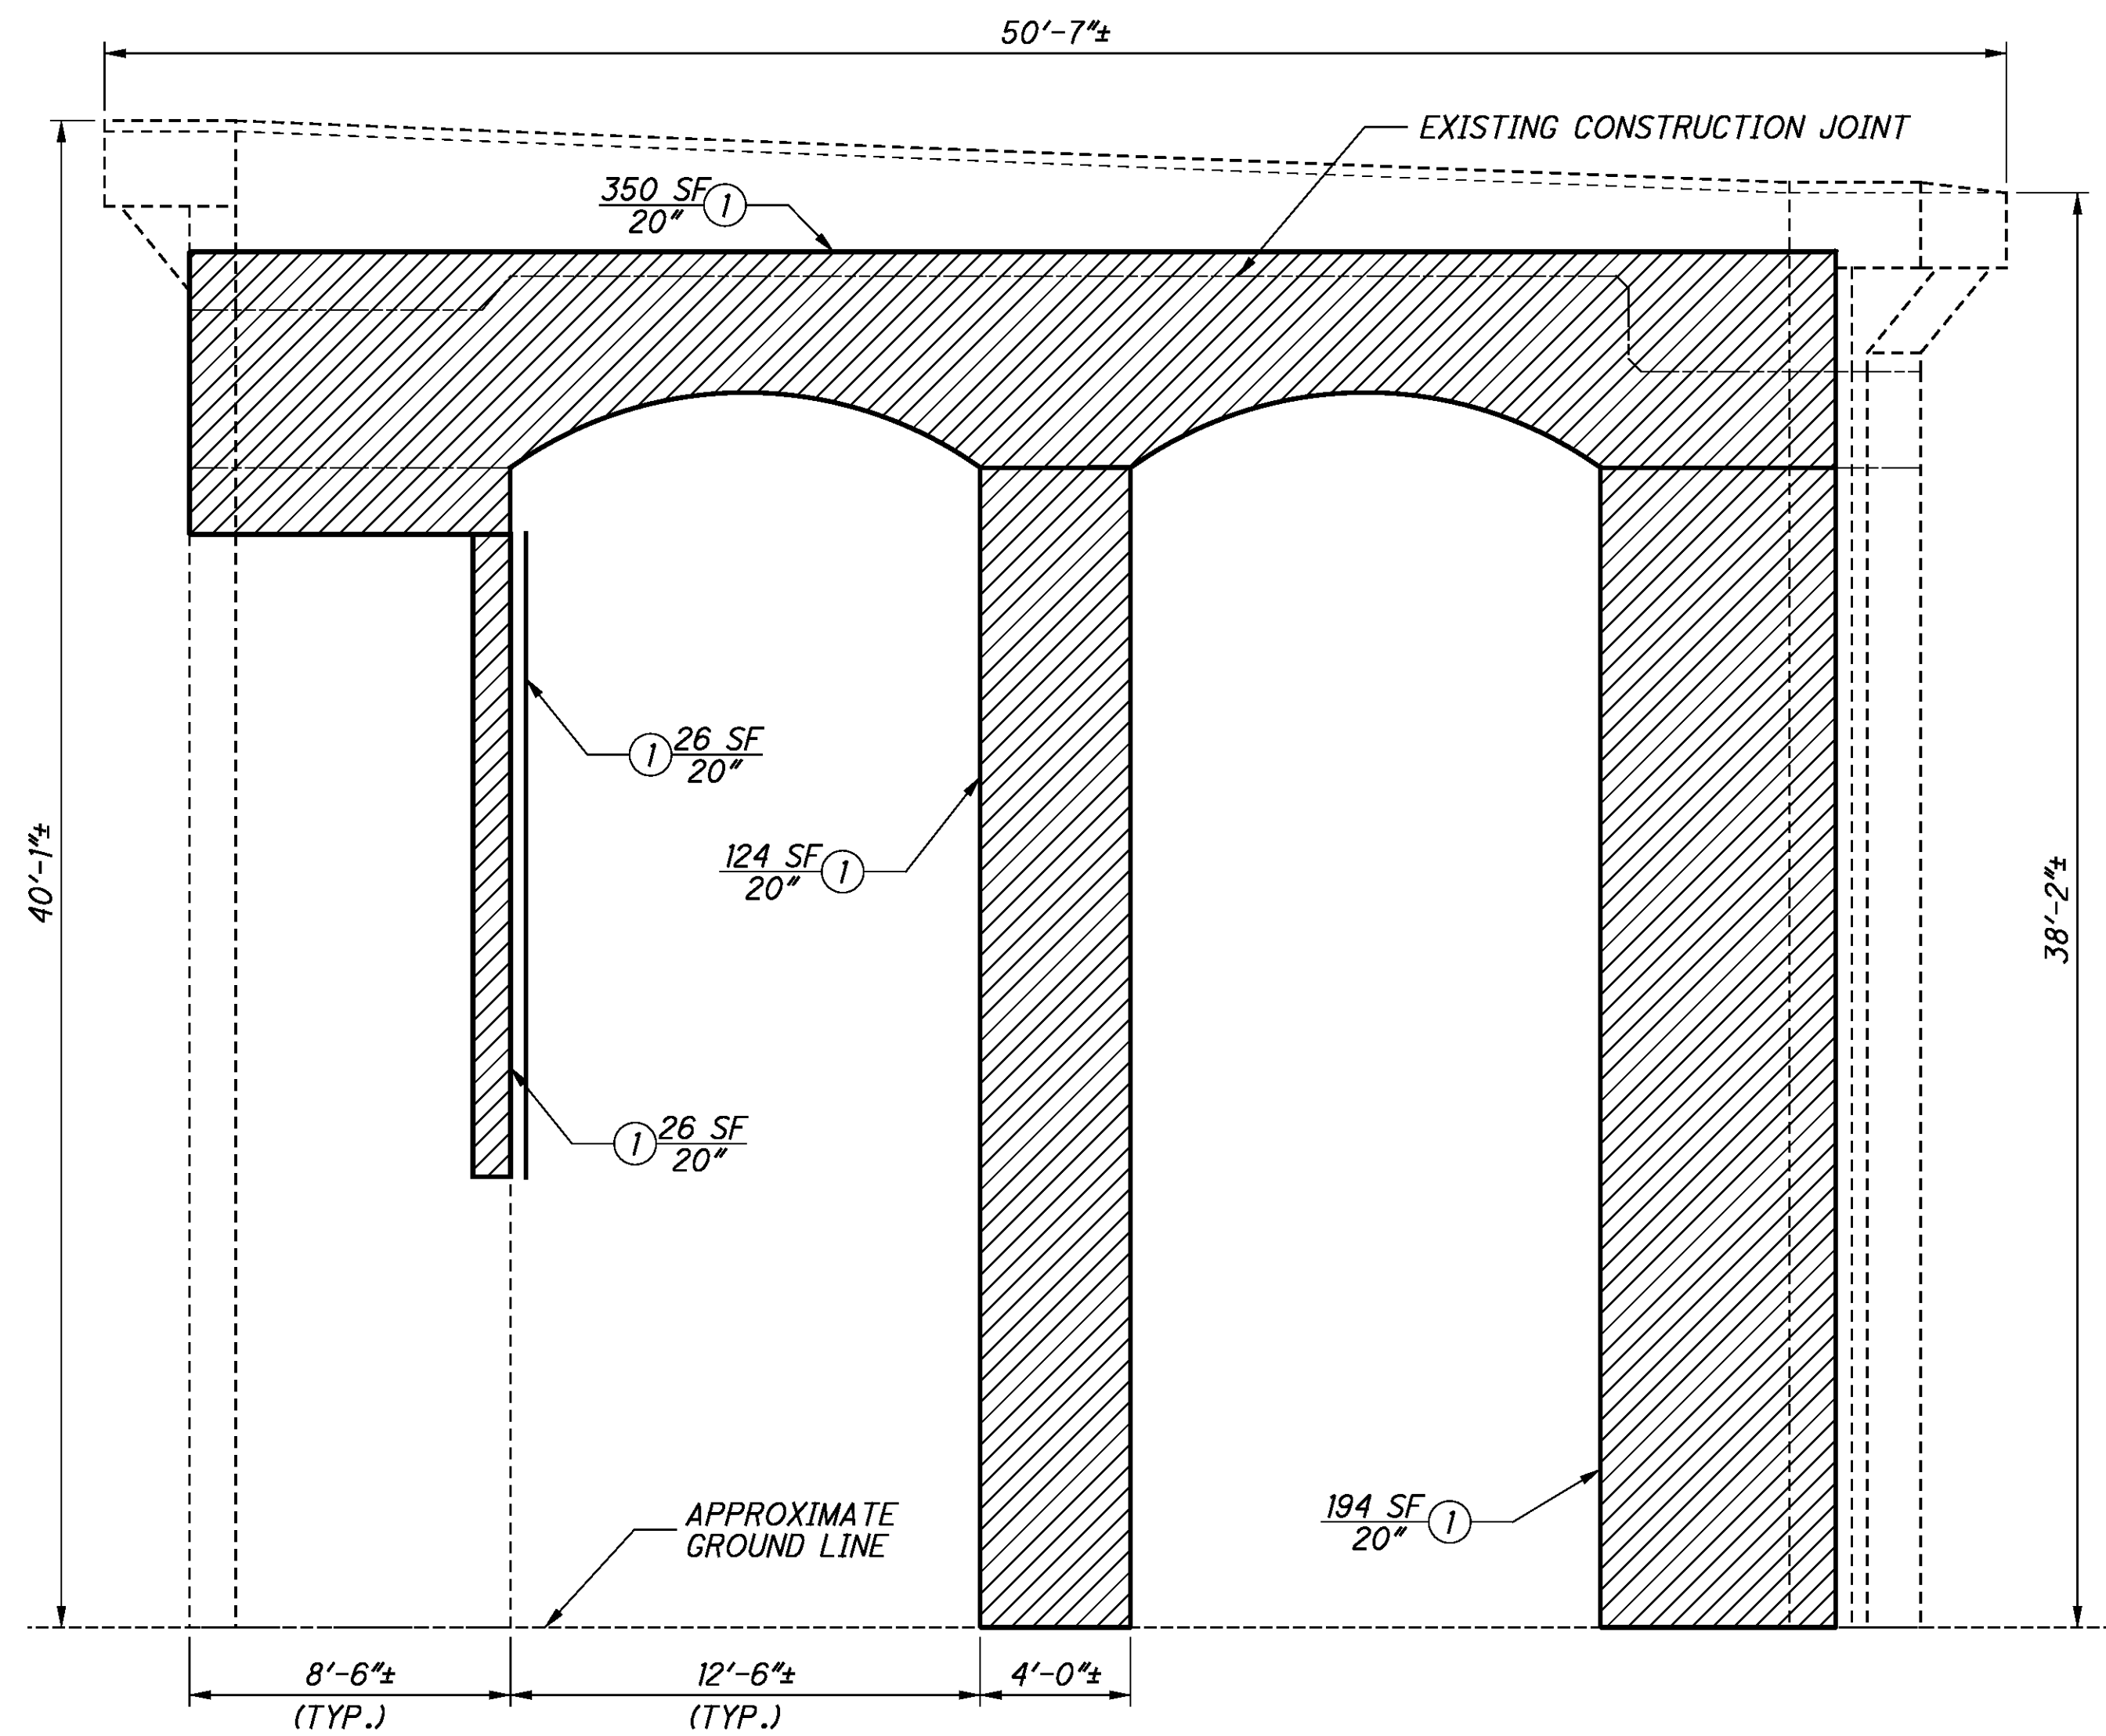 50'-7"±
EXISTING CONSTRUCTION JOINT
350 SF
20"
1
1
26 SF
20"
124 SF
20"
1
40'-1"±
38'-2"±
1
26 SF
20"
APPROXIMATE
GROUND LINE
194 SF
20"
1
8'-6"±
(TYP.)
12'-6"±
(TYP.)
4'-0"±